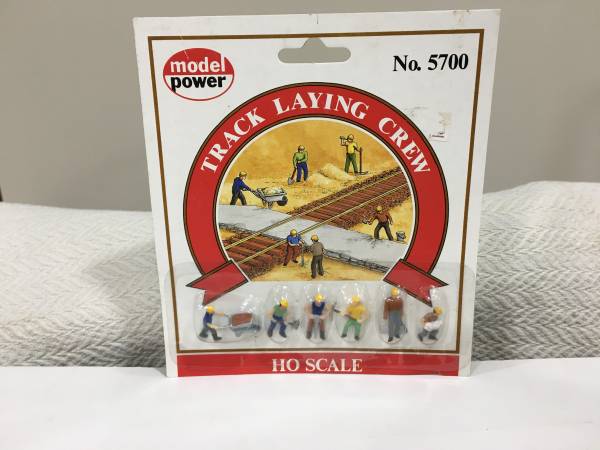 model
power
No. 5700
TRACK LAYING CREW
HO SCALE